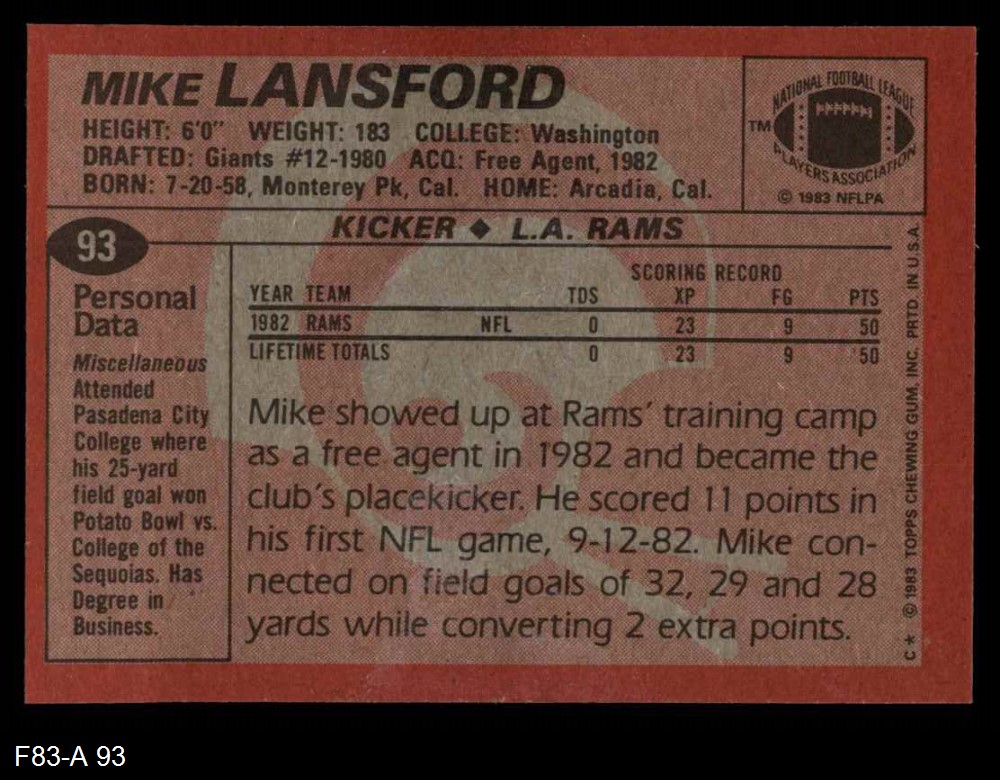 MIKE LANSFORD
HEIGHT: 6'0" WEIGHT: 183 COLLEGE: Washington
DRAFTED: Giants #12-1980 ACQ: Free Agent, 1982
BORN: 7-20-58, Monterey Pk, Cal. HOME: Arcadia, Cal.
NATIONAL FOOTBALL LEAGUE
TM
PLAYERS ASSOCIATION
© 1983 NFLPA
KICKER ◆ L.A. RAMS
93
Personal
Data
Miscellaneous
Attended
Pasadena City
College where
his 25-yard
field goal won
Potato Bowl vs.
College of the
Sequoias. Has
Degree in
Business.
SCORING RECORD
YEAR TEAM TDS XP FG PTS
1982 RAMS NFL 0 23 9 50
LIFETIME TOTALS 0 23 9 50
Mike showed up at Rams' training camp
as a free agent in 1982 and became the
club's placekicker. He scored 11 points in
his first NFL game, 9-12-82. Mike con-
nected on field goals of 32, 29 and 28
yards while converting 2 extra points.
C * © 1983 TOPPS CHEWING GUM, INC. PRTD. IN U.S.A.
F83-A 93